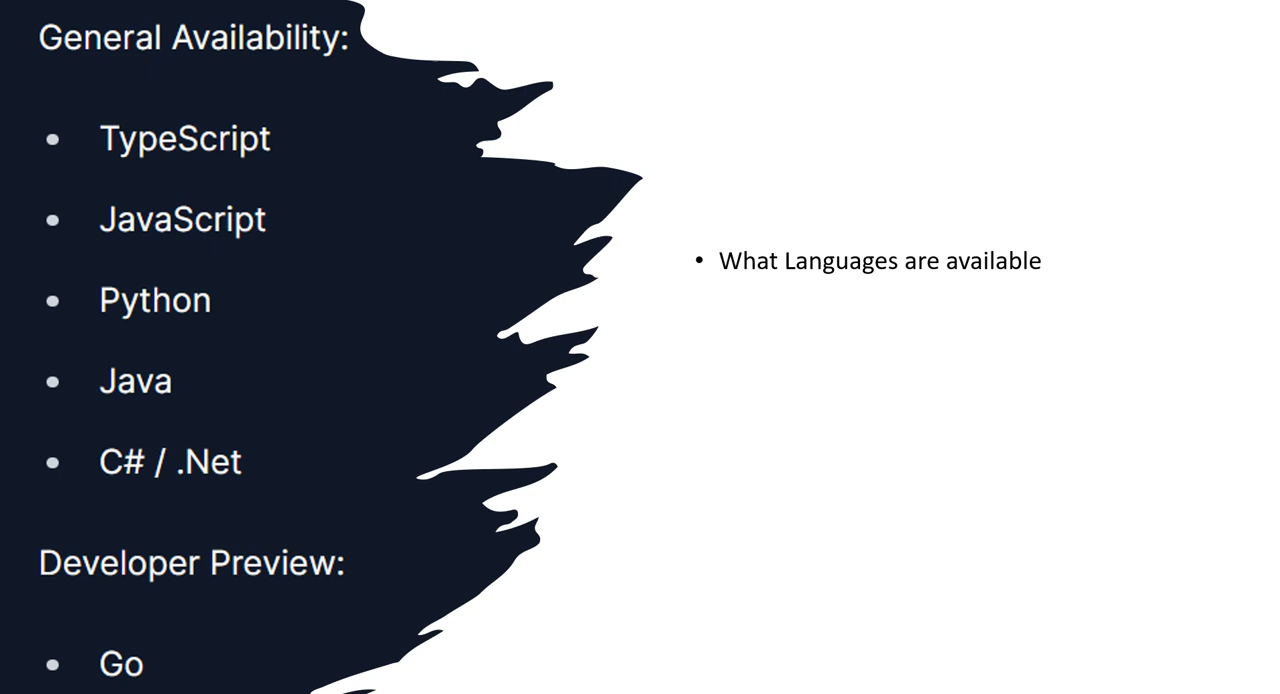 General Availability:
• TypeScript
• JavaScript
• Python
• Java
• C# / .Net
Developer Preview:
• Go
• What Languages are available